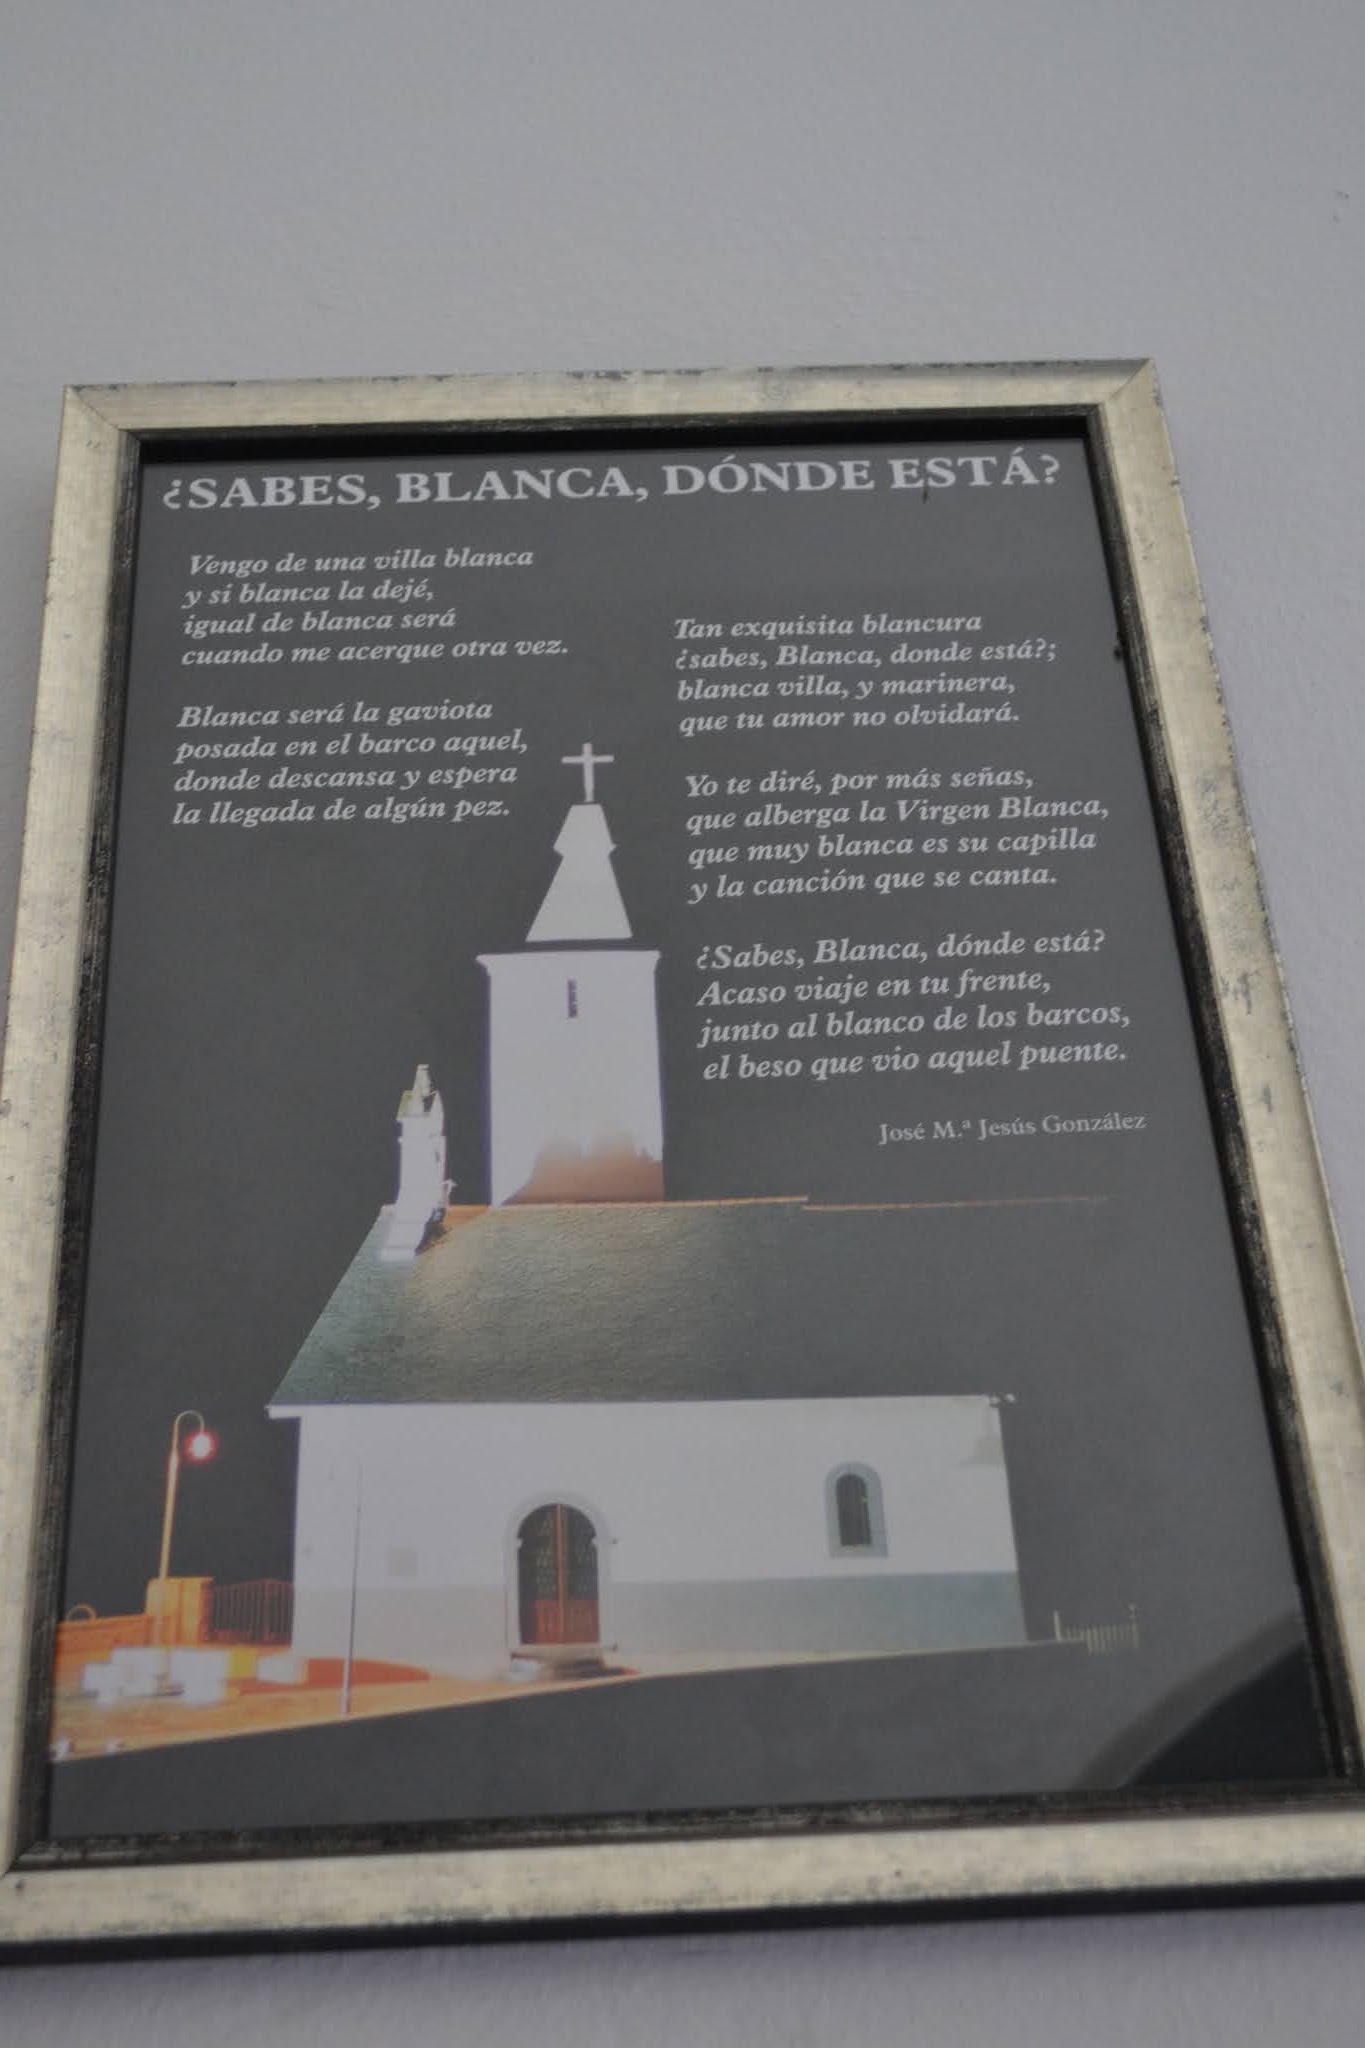 ¿SABES, BLANCA, DÓNDE ESTÁ?
Vengo de una villa blanca
y si blanca la dejé,
igual de blanca será
cuando me acerque otra vez.
Blanca será la gaviota
posada en el barco aquel,
donde descansa y espera
la llegada de algún pez.
Tan exquisita blancura
¿sabes, Blanca, donde está?;
blanca villa, y marinera,
que tu amor no olvidará.
Yo te diré, por más señas,
que alberga la Virgen Blanca,
que muy blanca es su capilla
y la canción que se canta.
¿Sabes, Blanca, dónde está?
Acaso viaje en tu frente,
junto al blanco de los barcos,
el beso que vio aquel puente.
José M.ª Jesús González